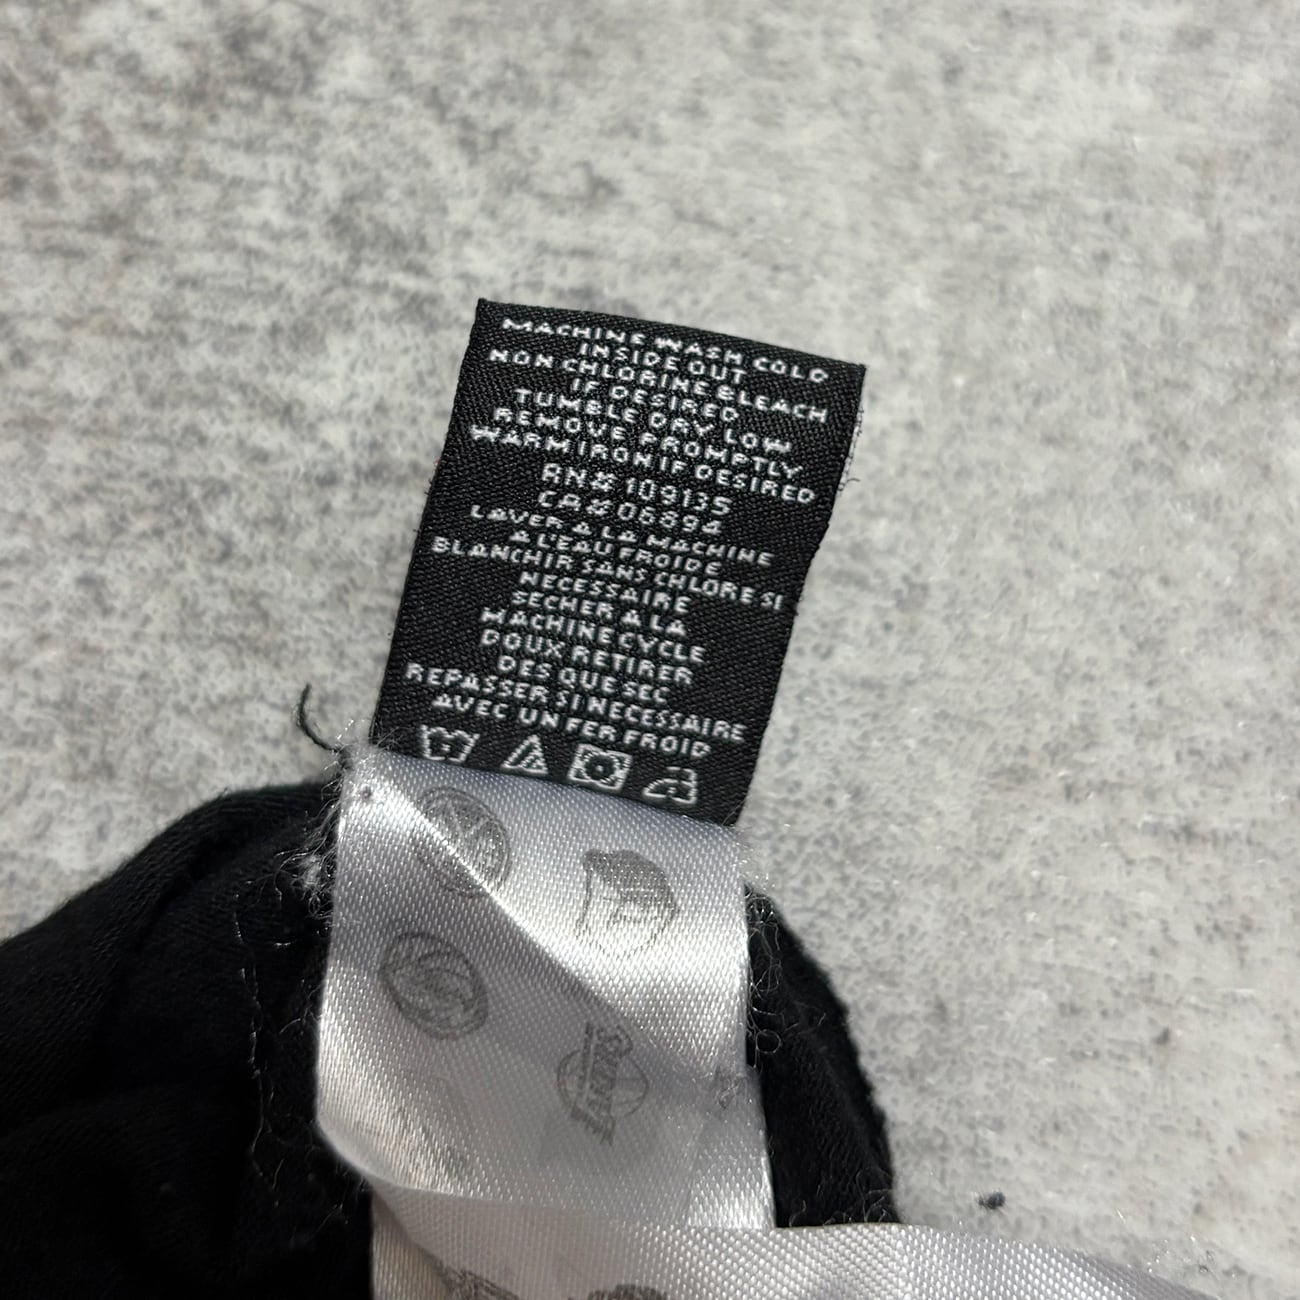 MACHINE WASH COLD
INSIDE OUT
NON CHLORINE BLEACH
IF DESIRED
TUMBLE DRY LOW
REMOVE PROMPTLY,
WARM IRON IF DESIRED
RN# 109135
CA# 06694
LAVER A LA MACHINE
A L'EAU FROIDE
BLANCHIR SANS CHLORE SI
NECESSAIRE
SECHER A LA
MACHINE CYCLE
DOUX RETIRER
DES QUE SEC
REPASSER SI NECESSAIRE
AVEC UN FER FROID